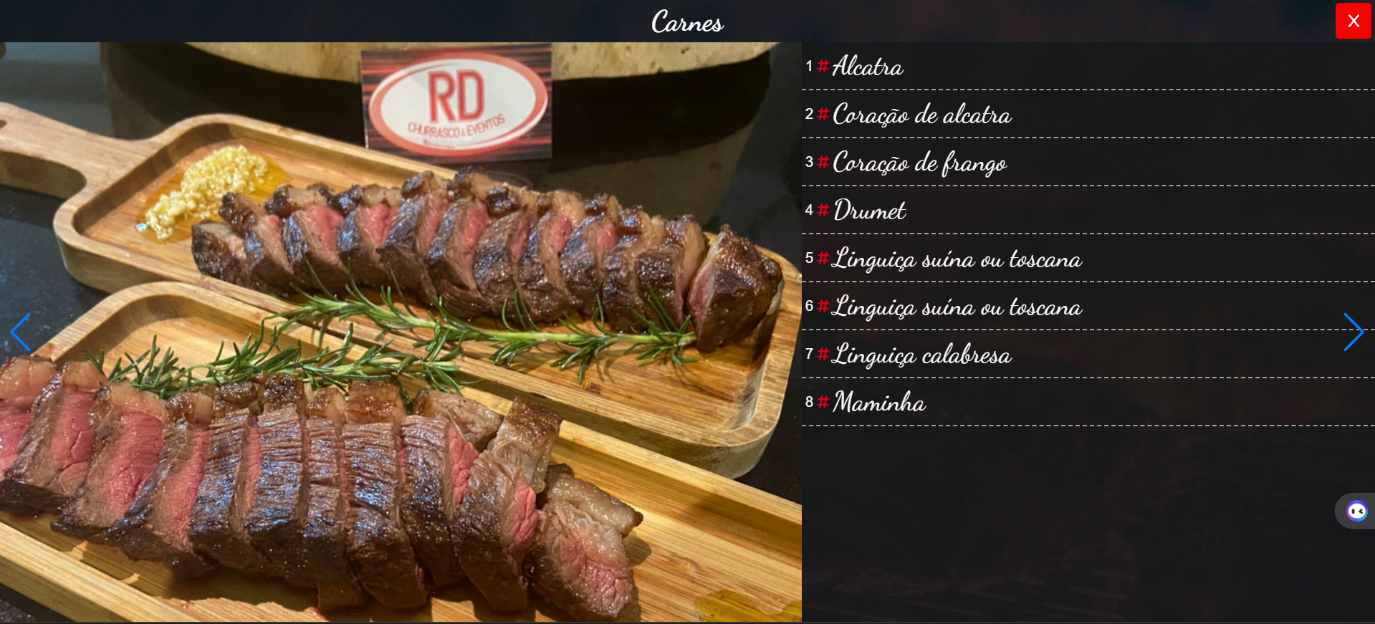 Carnes
X
RD
CHURRASCO & EVENTOS
1 # Alcatra
2 # Coração de alcatra
3 # Coração de frango
4 # Drumet
5 # Linguiça suína ou toscana
6 # Linguiça suína ou toscana
7 # Linguiça calabresa
8 # Maminha